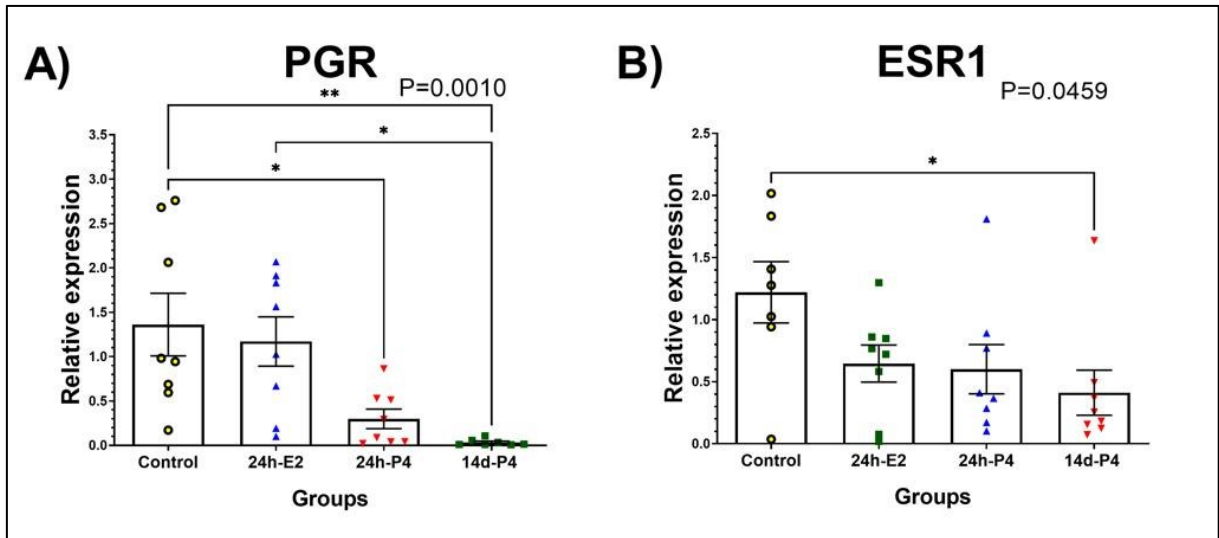 A)
PGR
P=0.0010
**
*
*
Relative expression
3.5
3.0
2.5
2.0
1.5
1.0
0.5
0.0
Control 24h-E2 24h-P4 14d-P4
Groups
B)
ESR1
P=0.0459
*
Relative expression
2.5
2.0
1.5
1.0
0.5
0.0
Control 24h-E2 24h-P4 14d-P4
Groups